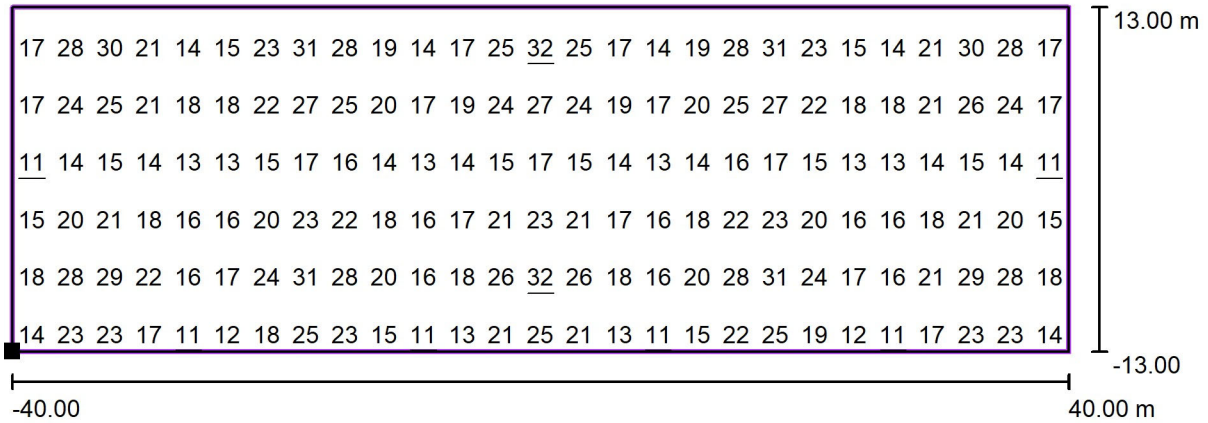 13.00 m
17 28 30 21 14 15 23 31 28 19 14 17 25 32 25 17 14 19 28 31 23 15 14 21 30 28 17
17 24 25 21 18 18 22 27 25 20 17 19 24 27 24 19 17 20 25 27 22 18 18 21 26 24 17
11 14 15 14 13 13 15 17 16 14 13 14 15 17 15 14 13 14 16 17 15 13 13 14 15 14 11
15 20 21 18 16 16 20 23 22 18 16 17 21 23 21 17 16 18 22 23 20 16 16 18 21 20 15
18 28 29 22 16 17 24 31 28 20 16 18 26 32 26 18 16 20 28 31 24 17 16 21 29 28 18
14 23 23 17 11 12 18 25 23 15 11 13 21 25 21 13 11 15 22 25 19 12 11 17 23 23 14
-13.00
-40.00 40.00 m